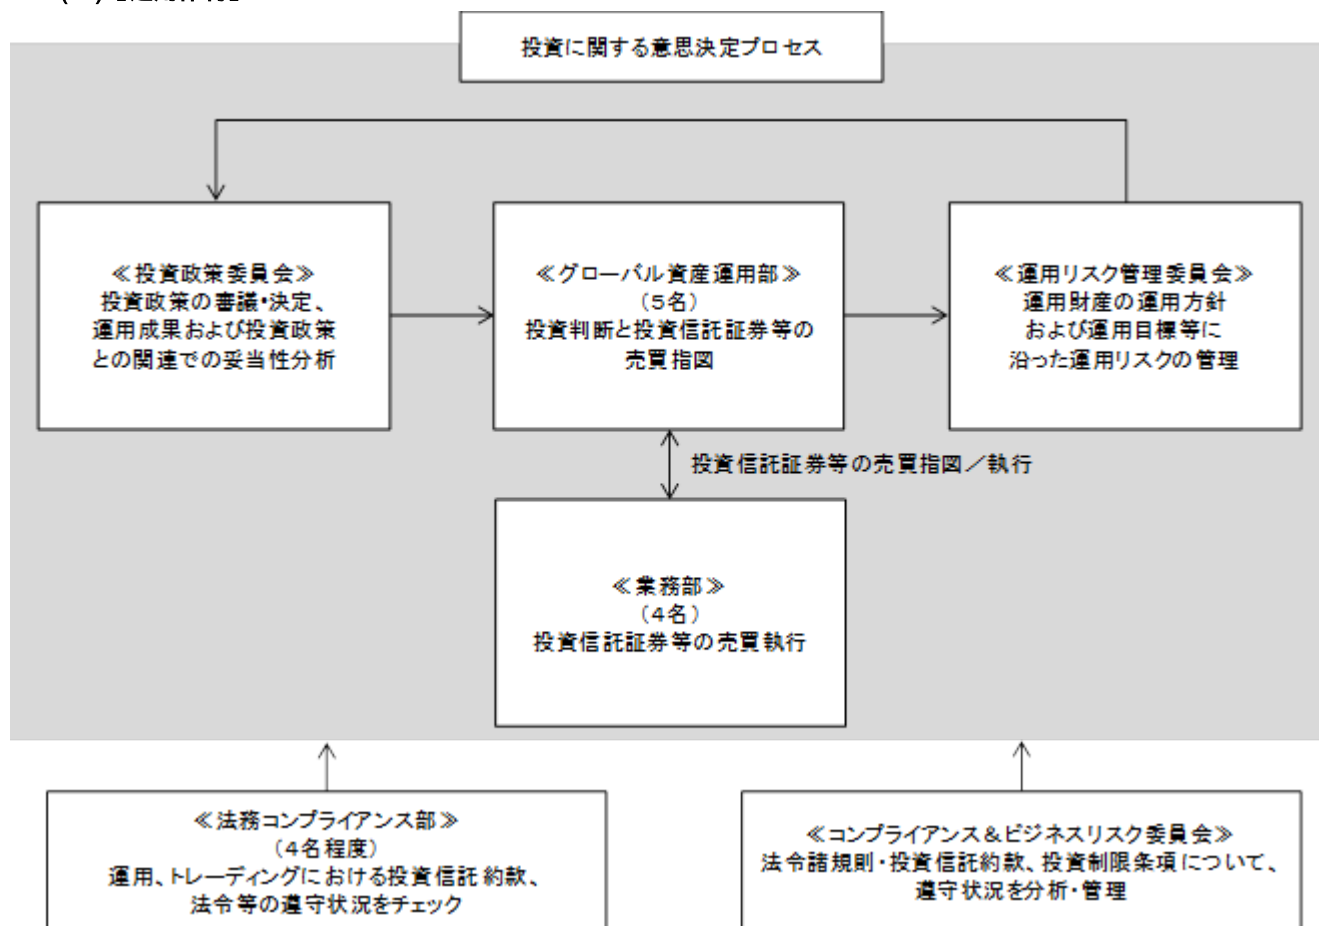 投資に関する意思決定プロセス
≪投資政策委員会≫
投資政策の審議・決定、
運用成果および投資政策
との関連での妥当性分析
≪グローバル資産運用部≫
（5名）
投資判断と投資信託証券等の
売買指図
≪運用リスク管理委員会≫
運用財産の運用方針
および運用目標等に
沿った運用リスクの管理
投資信託証券等の売買指図／執行
≪業務部≫
（4名）
投資信託証券等の売買執行
≪法務コンプライアンス部≫
（4名程度）
運用、トレーディングにおける投資信託約款、
法令等の遵守状況をチェック
≪コンプライアンス＆ビジネスリスク委員会≫
法令諸規則・投資信託約款、投資制限条項について、
遵守状況を分析・管理